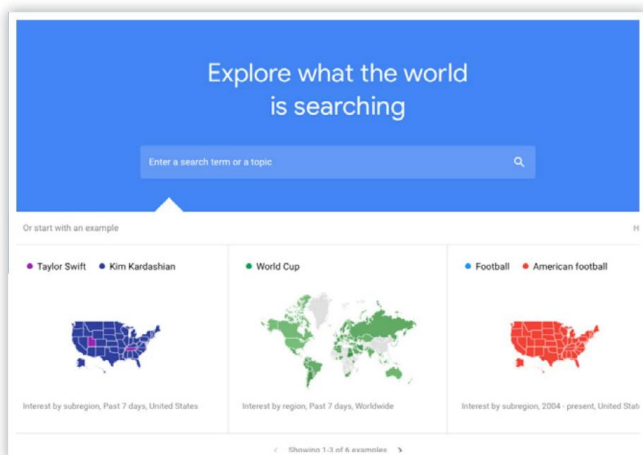 Explore what the world
is searching
Enter a search term or a topic
Or start with an example
H
Taylor Swift Kim Kardashian
World Cup
Football American football
Interest by subregion, Past 7 days, United States
Interest by region, Past 7 days, Worldwide
Interest by subregion, 2004 - present, United Stat
Showing 1-3 of 6 examples